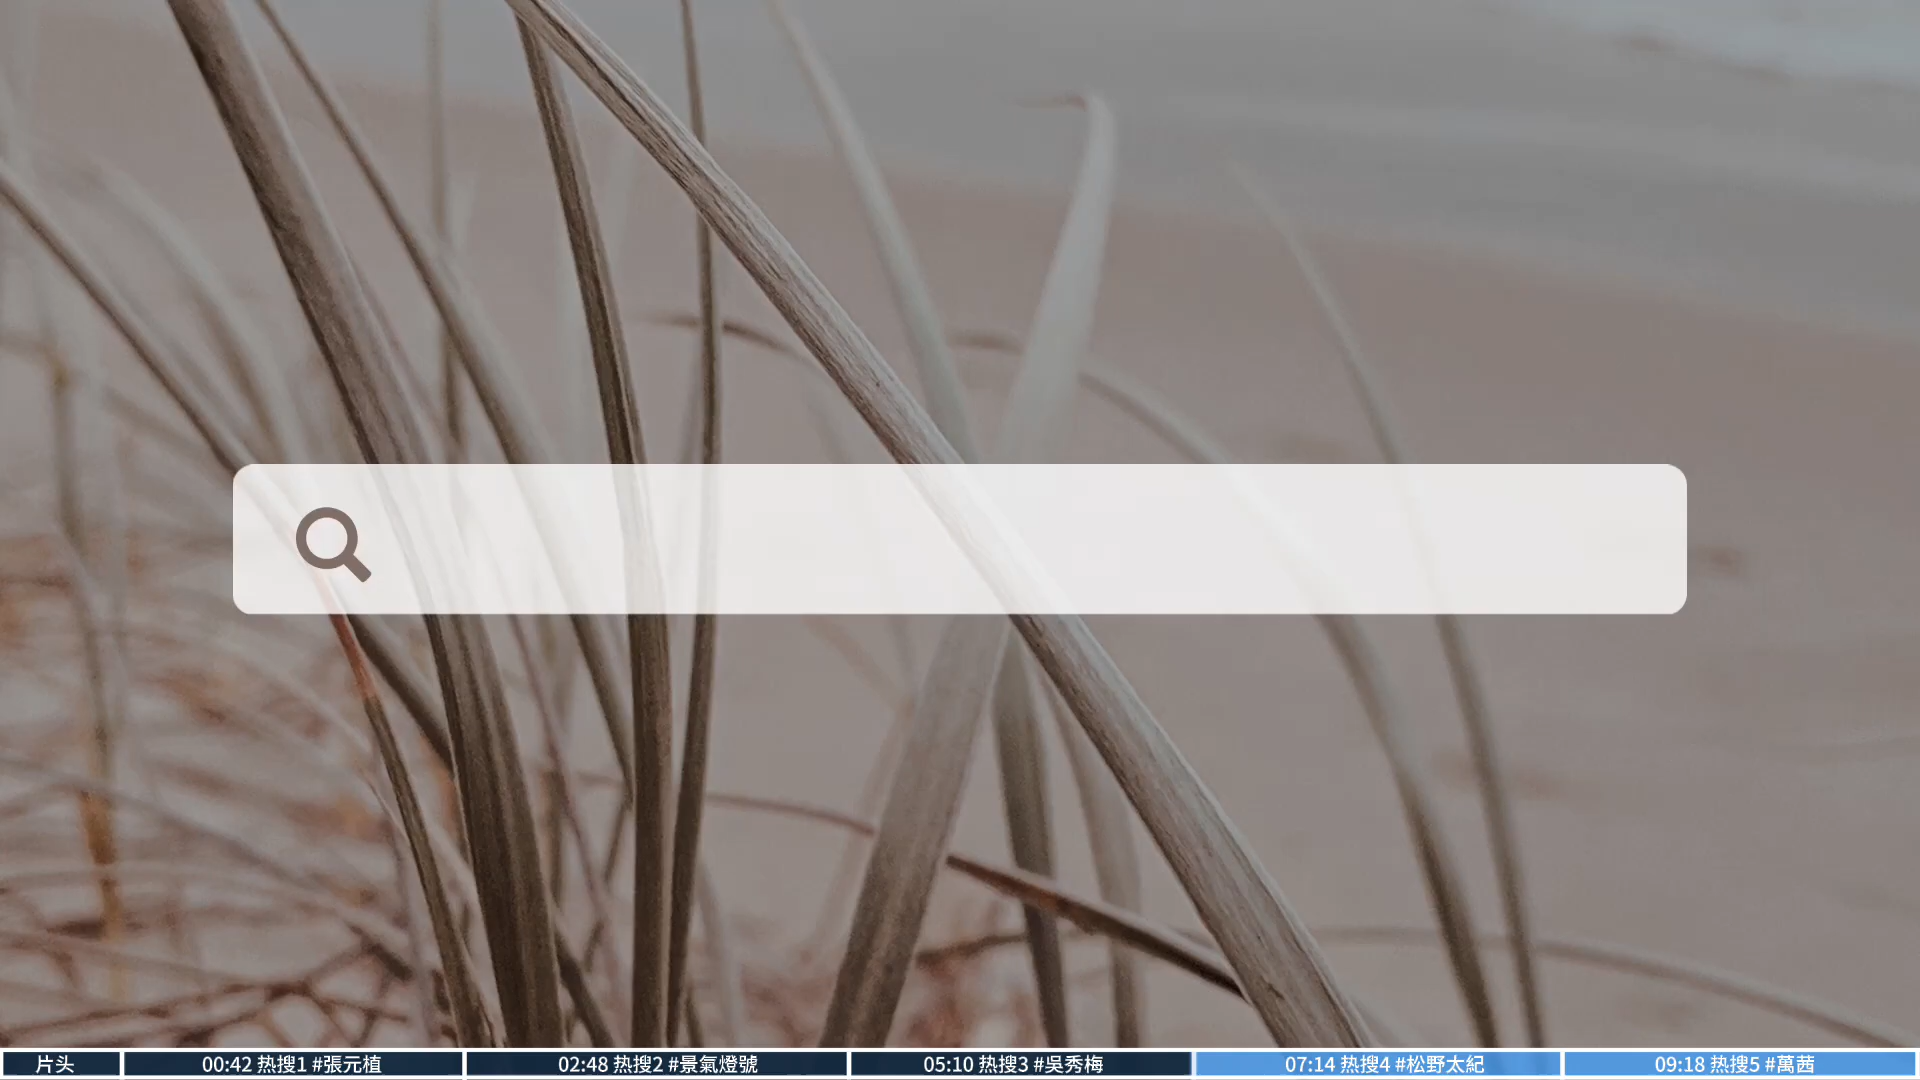 片头
00:42 热搜1 #張元植
02:48 热搜2 #景氣燈號
05:10 热搜3 #吳秀梅
07:14 热搜4 #松野太紀
09:18 热搜5 #萬茜